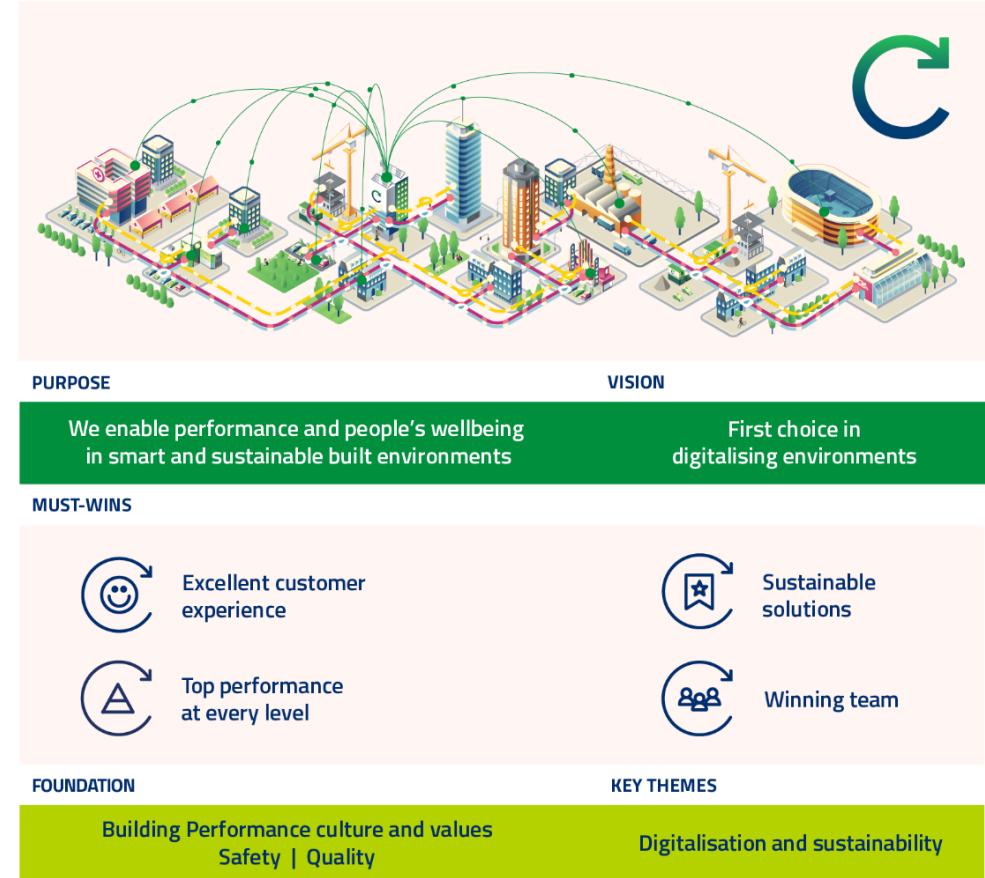 PURPOSE
VISION
We enable performance and people's wellbeing
in smart and sustainable built environments
First choice in
digitalising environments
MUST-WINS
Excellent customer
experience
Sustainable
solutions
Top performance
at every level
Winning team
FOUNDATION
KEY THEMES
Building Performance culture and values
Safety | Quality
Digitalisation and sustainability